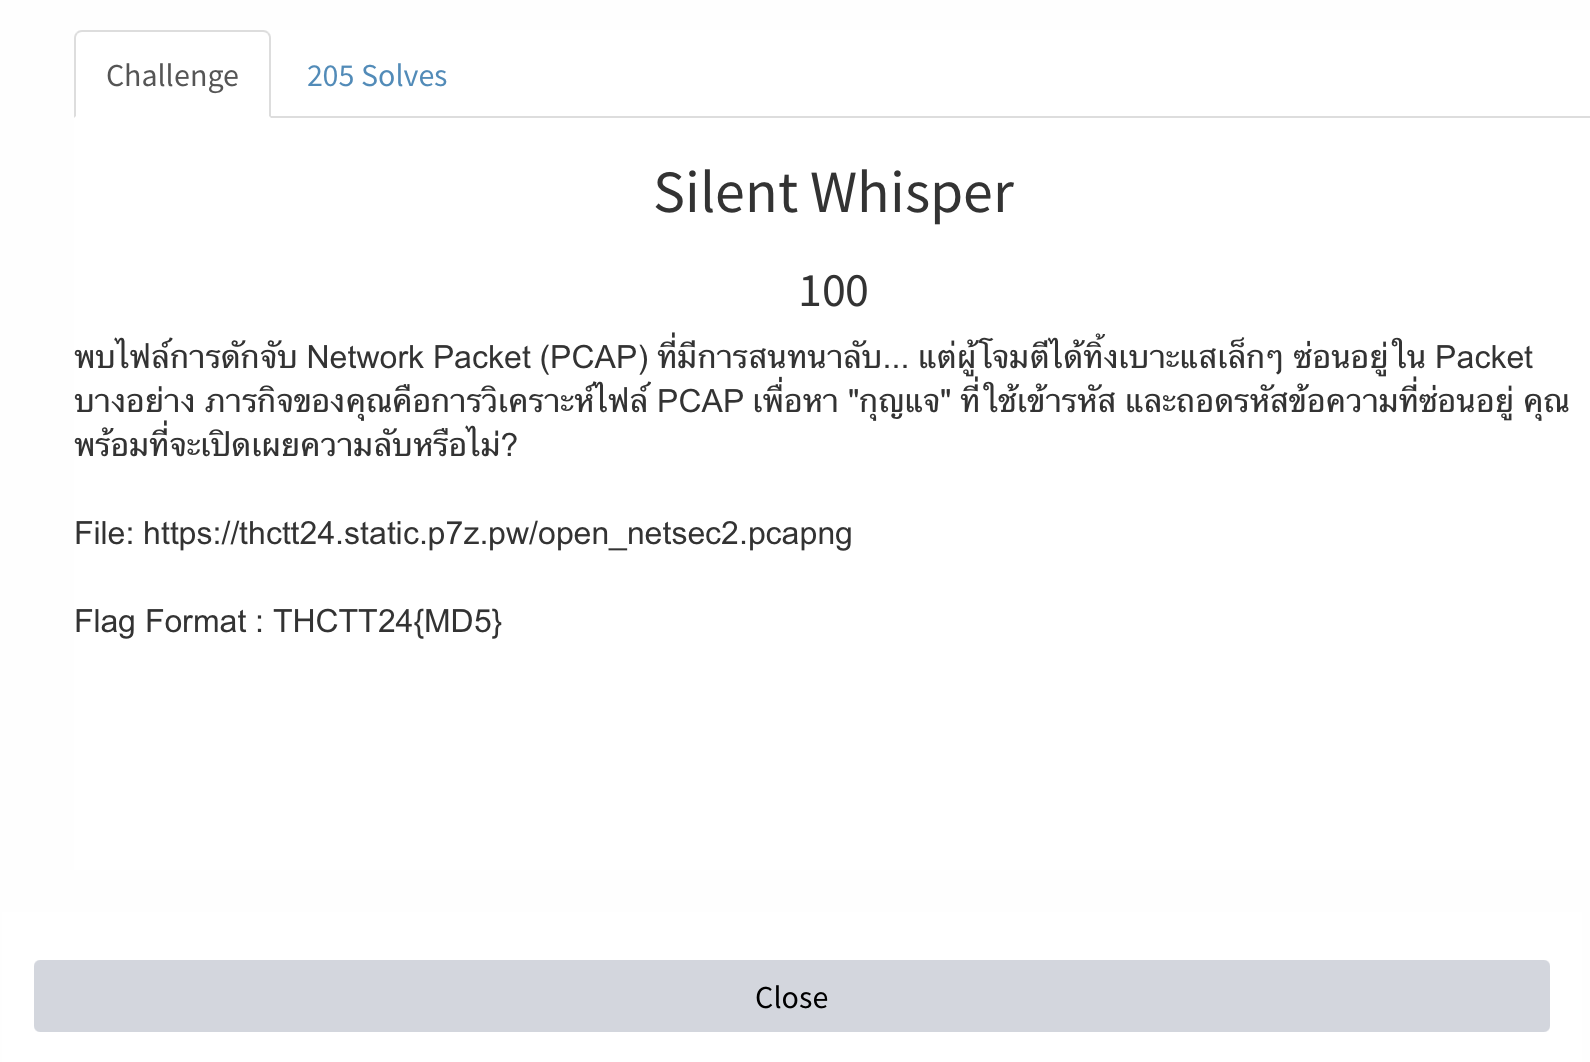 Challenge
205 Solves
Silent Whisper
100
พบไฟล์การดักจับ Network Packet (PCAP) ที่มีการสนทนาลับ... แต่ผู้โจมตีได้ทิ้งเบาะแสเล็กๆ ซ่อนอยู่ใน Packet
บางอย่าง ภารกิจของคุณคือการวิเคราะห์ไฟล์ PCAP เพื่อหา "กุญแจ" ที่ใช้เข้ารหัส และถอดรหัสข้อความที่ซ่อนอยู่ คุณ
พร้อมที่จะเปิดเผยความลับหรือไม่?
File: https://thctt24.static.p7z.pw/open_netsec2.pcapng
Flag Format : THCTT24{MD5}
Close